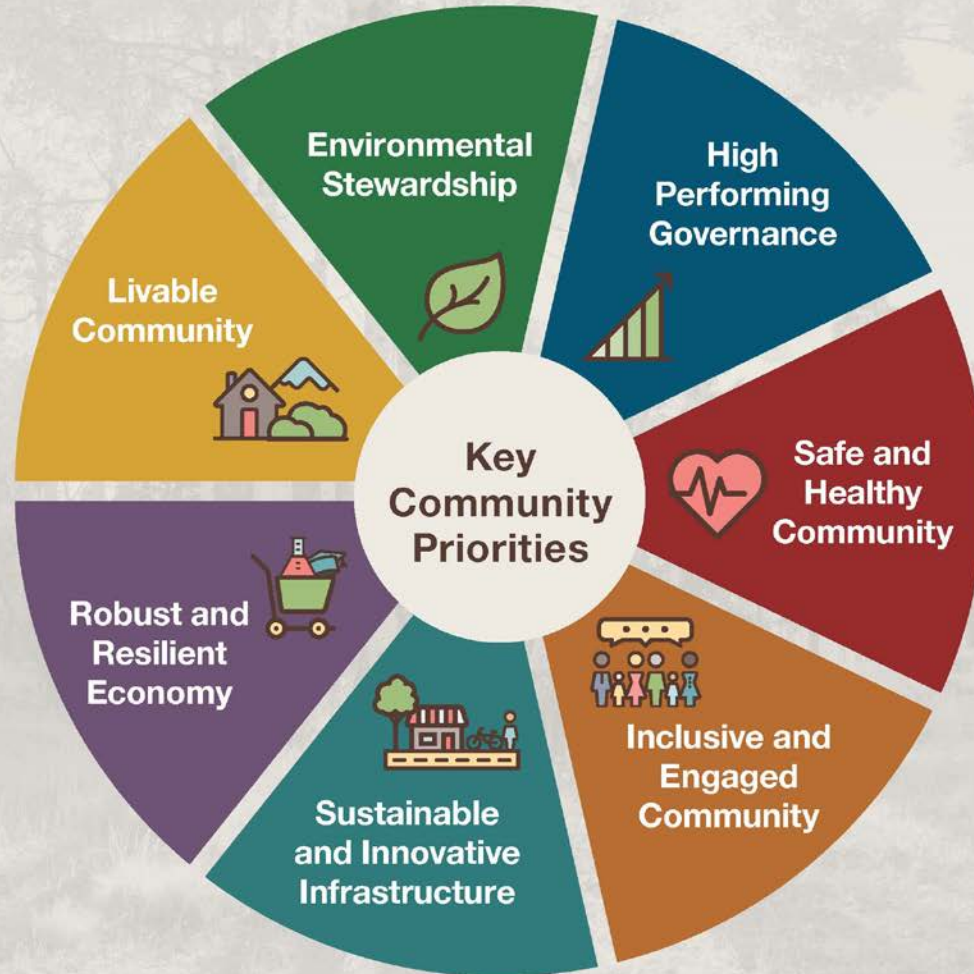 Key
Community
Priorities
Environmental
Stewardship
High
Performing
Governance
Safe and
Healthy
Community
Inclusive and
Engaged
Community
Sustainable
and Innovative
Infrastructure
Robust and
Resilient
Economy
Livable
Community